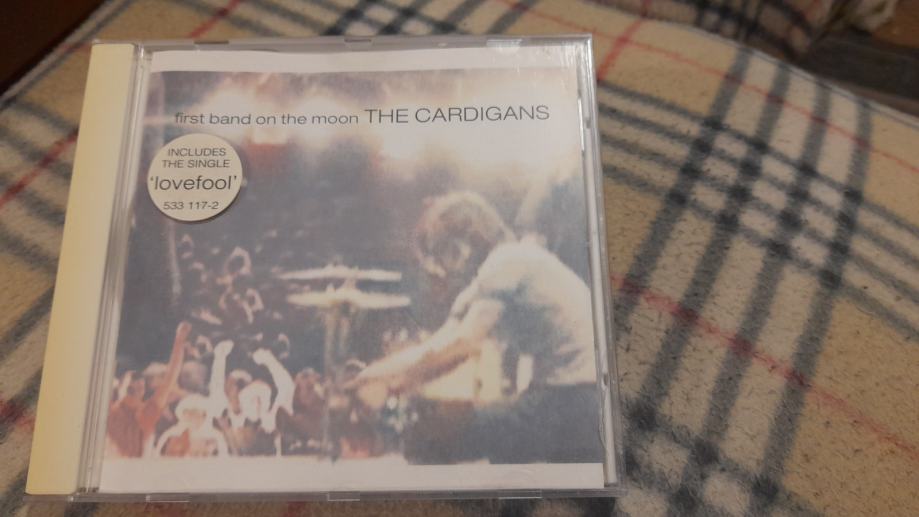 first band on the moon THE CARDIGANS
INCLUDES
THE SINGLE
'lovefool'
533 117-2